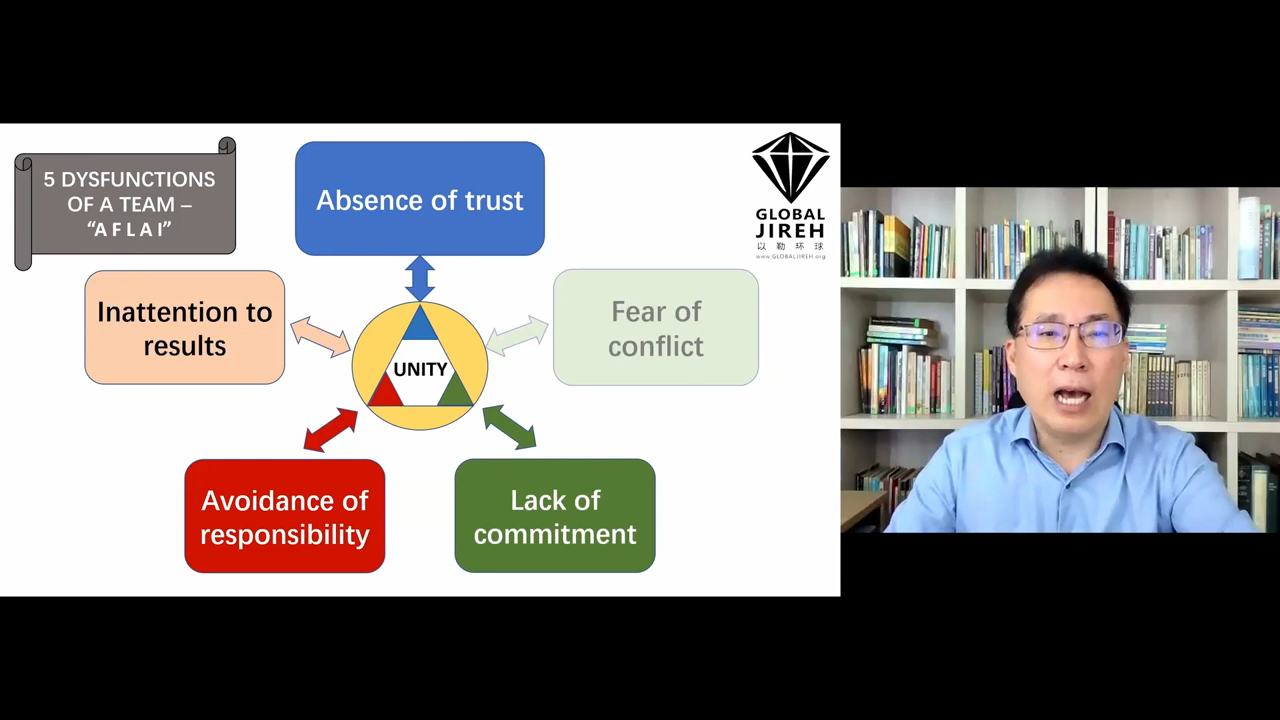 5 DYSFUNCTIONS
OF A TEAM –
“A F L A I”
Absence of trust
GLOBAL
JIREH
以勒环球
www.GLOBALJIREH.org
Inattention to
results
Fear of
conflict
UNITY
Avoidance of
responsibility
Lack of
commitment